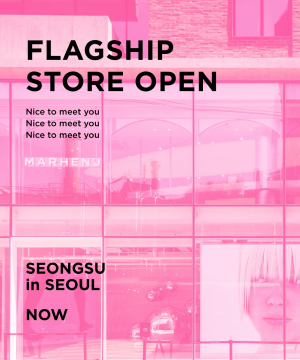 FLAGSHIP
STORE OPEN
Nice to meet you
Nice to meet you
Nice to meet you
MARHEN.J
SEONGSU
in SEOUL
NOW